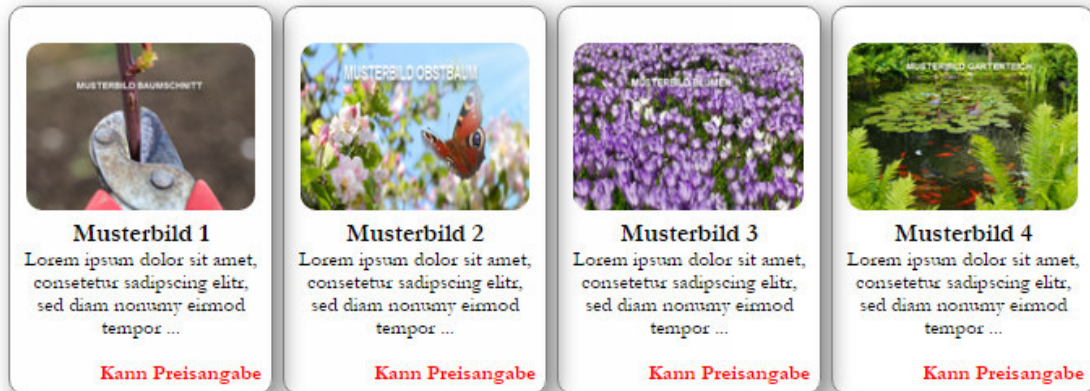 MUSTERBILD BAUMSCHNITT
Musterbild 1
Lorem ipsum dolor sit amet,
consetetur sadipscing elitr,
sed diam nonumy eirmod
tempor ...
Kann Preisangabe
MUSTERBILD OBSTBAUM
Musterbild 2
Lorem ipsum dolor sit amet,
consetetur sadipscing elitr,
sed diam nonumy eirmod
tempor ...
Kann Preisangabe
MUSTERBILD BLUMEN
Musterbild 3
Lorem ipsum dolor sit amet,
consetetur sadipscing elitr,
sed diam nonumy eirmod
tempor ...
Kann Preisangabe
MUSTERBILD GARTENTEICH
Musterbild 4
Lorem ipsum dolor sit amet,
consetetur sadipscing elitr,
sed diam nonumy eirmod
tempor ...
Kann Preisangabe